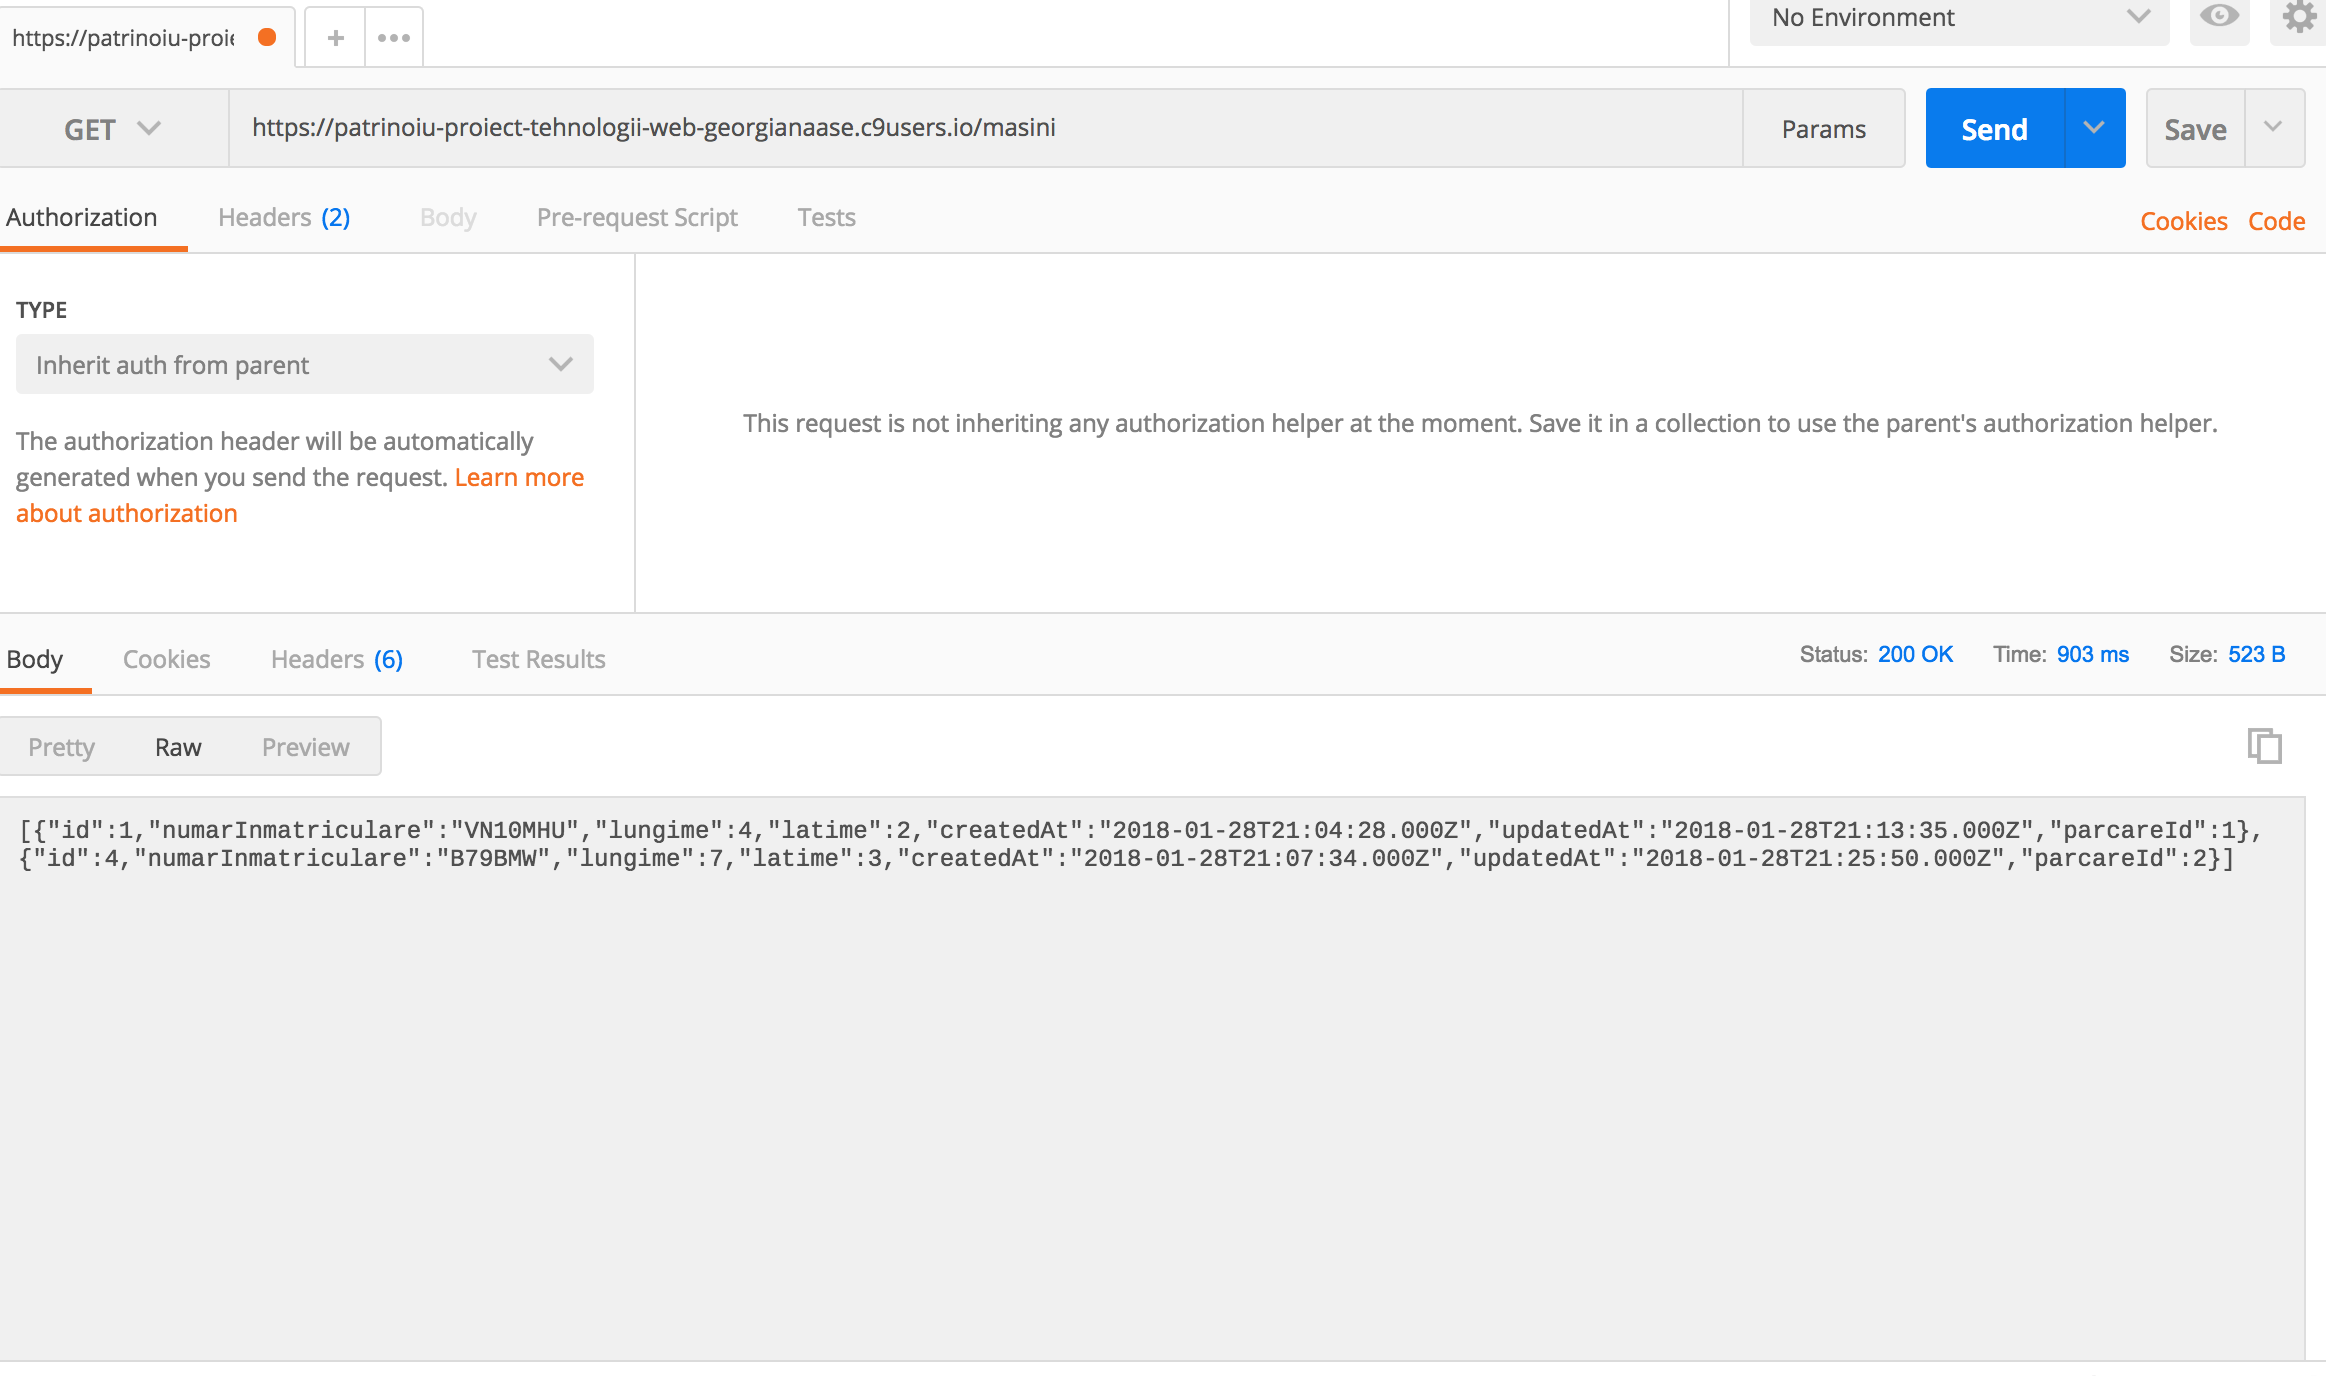 https://patrinoiu-proie
No Environment
GET
https://patrinoiu-proiect-tehnologii-web-georgianaase.c9users.io/masini
Params
Send
Save
Authorization
Headers (2)
Body
Pre-request Script
Tests
Cookies
Code
TYPE
Inherit auth from parent
The authorization header will be automatically
generated when you send the request. Learn more
about authorization
This request is not inheriting any authorization helper at the moment. Save it in a collection to use the parent's authorization helper.
Body
Cookies
Headers (6)
Test Results
Status: 200 OK
Time: 903 ms
Size: 523 B
Pretty
Raw
Preview
[{"id":1,"numarInmatriculare":"VN10MHU","lungime":4,"latime":2,"createdAt":"2018-01-28T21:04:28.000Z","updatedAt":"2018-01-28T21:13:35.000Z","parcareId":1},
{"id":4,"numarInmatriculare":"B79BMW","lungime":7,"latime":3,"createdAt":"2018-01-28T21:07:34.000Z","updatedAt":"2018-01-28T21:25:50.000Z","parcareId":2}]